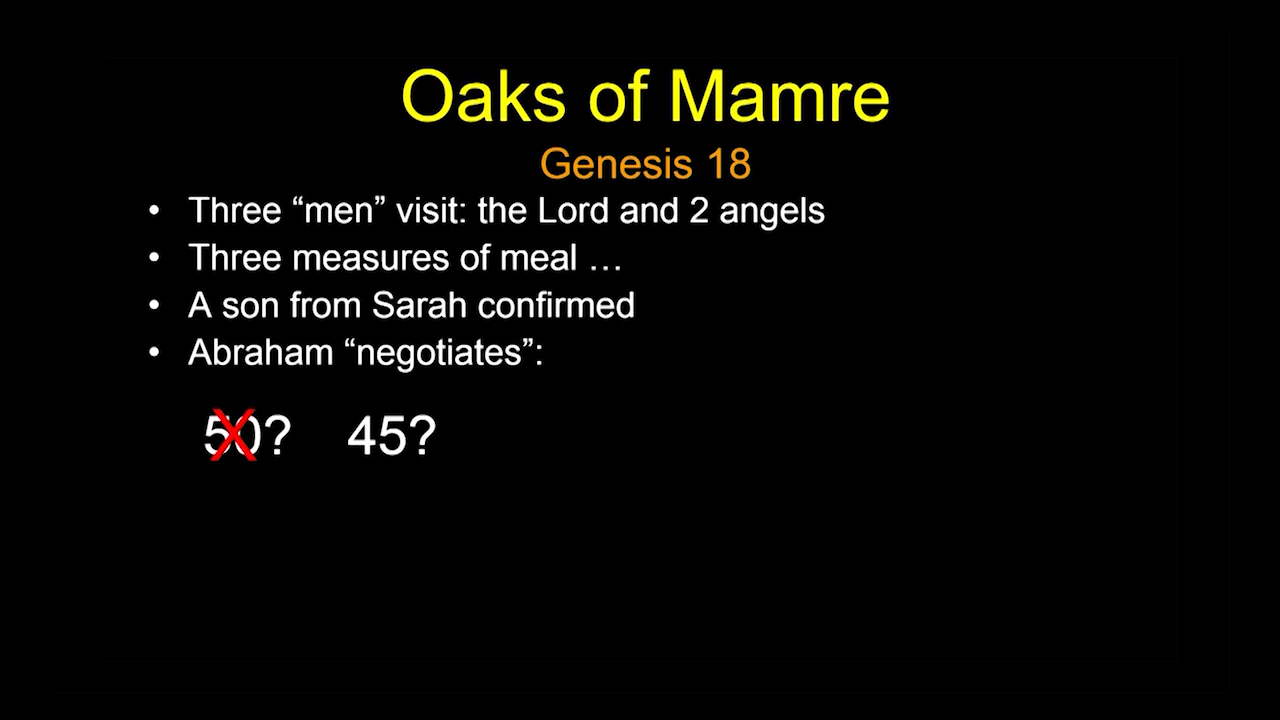 Oaks of Mamre
Genesis 18
• Three “men” visit: the Lord and 2 angels
• Three measures of meal …
• A son from Sarah confirmed
• Abraham “negotiates”:
50? 45?